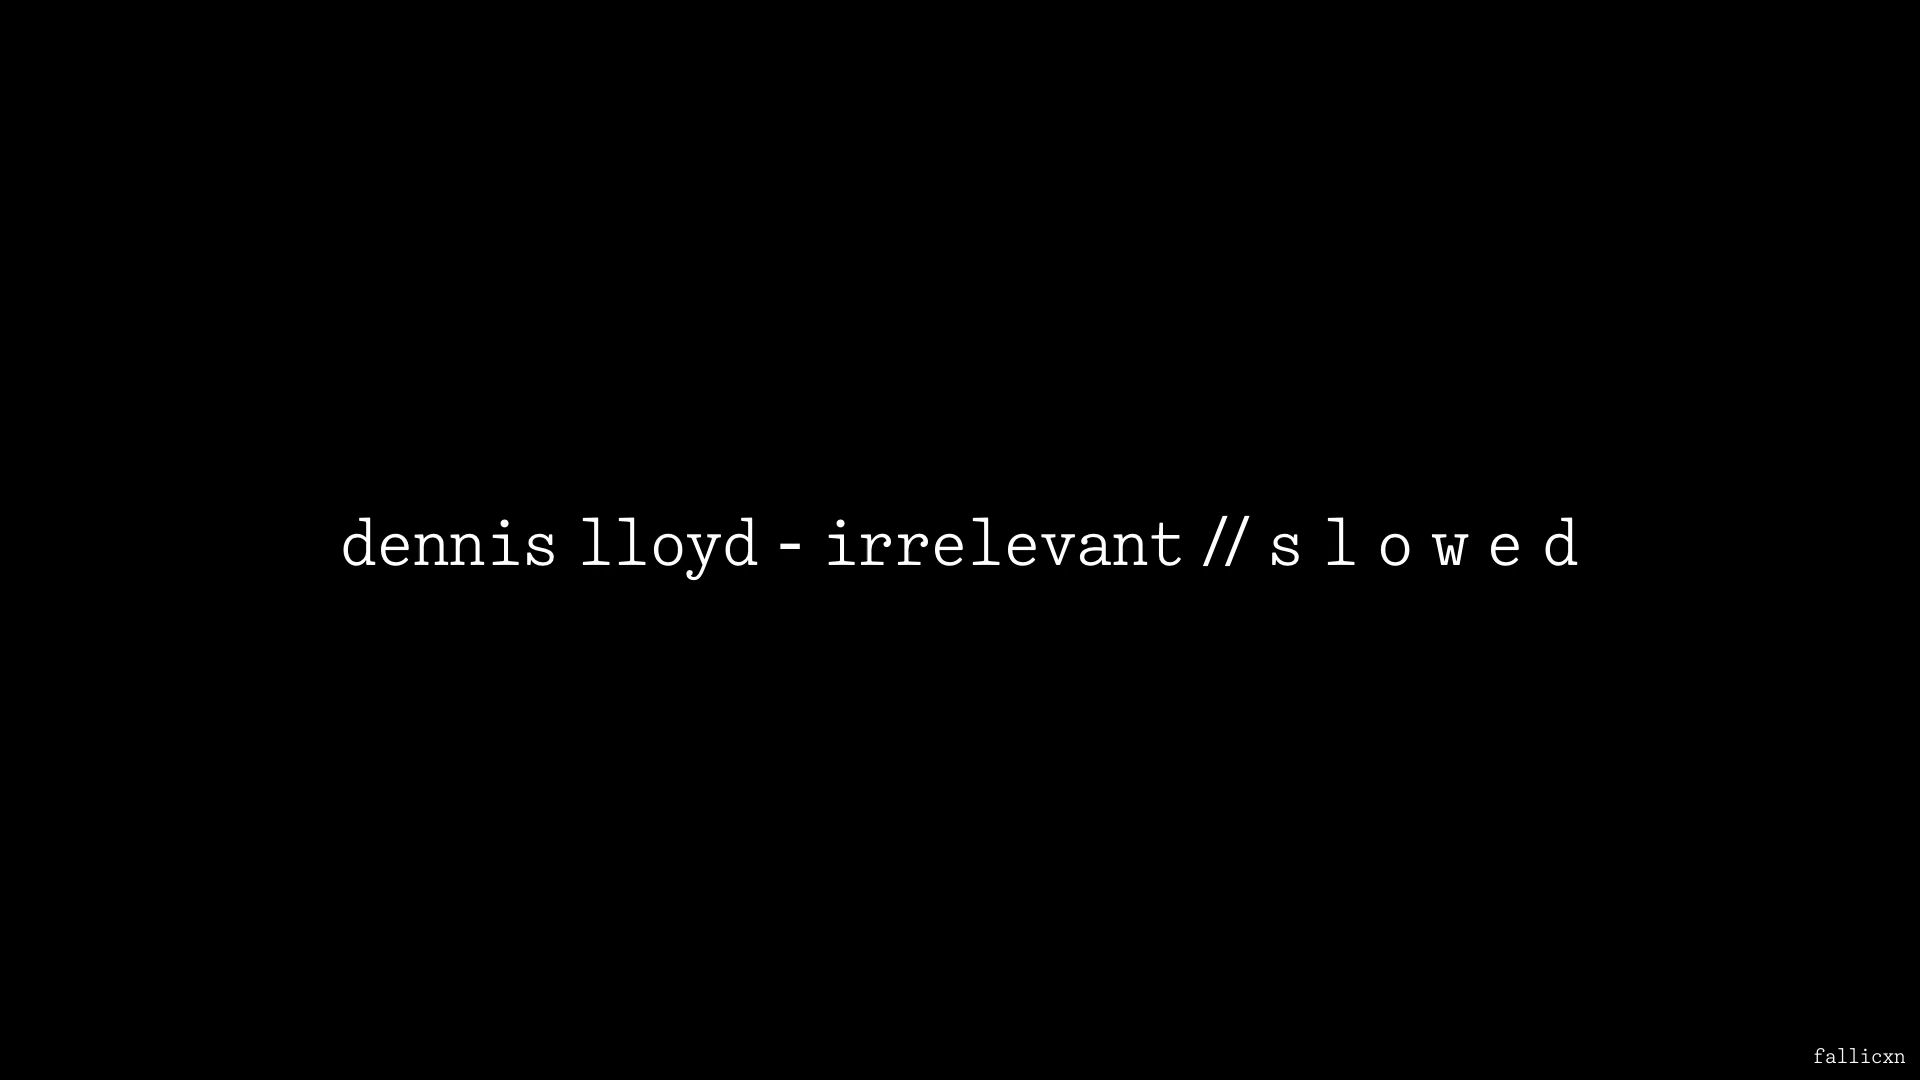 dennis lloyd - irrelevant // s l o w e d
fallicxn